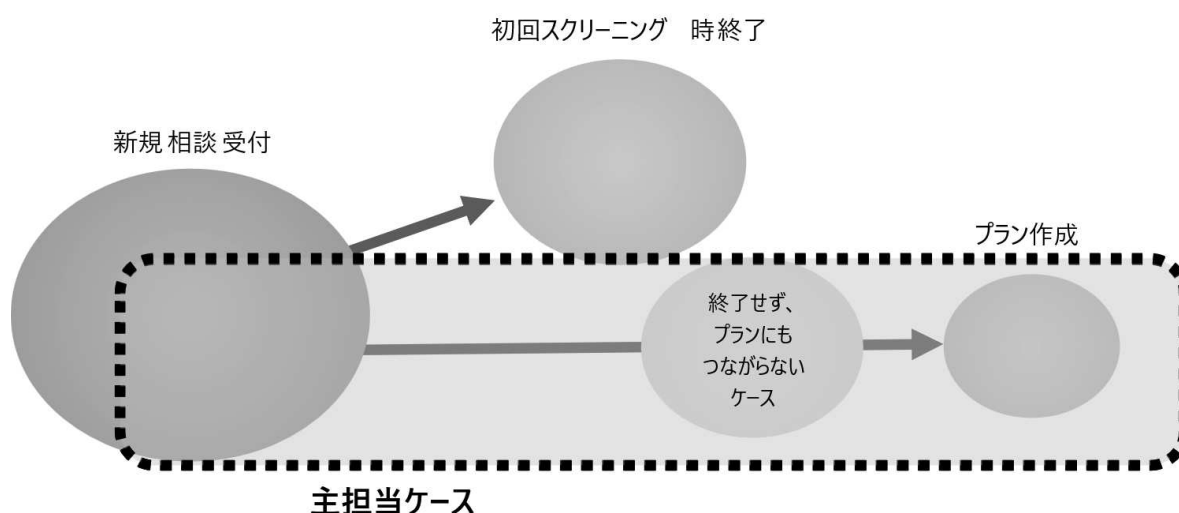 初回スクリーニング　時終了
新規 相談 受付
プラン作成
終了せず、
プランにも
つながらない
ケース
主担当ケース